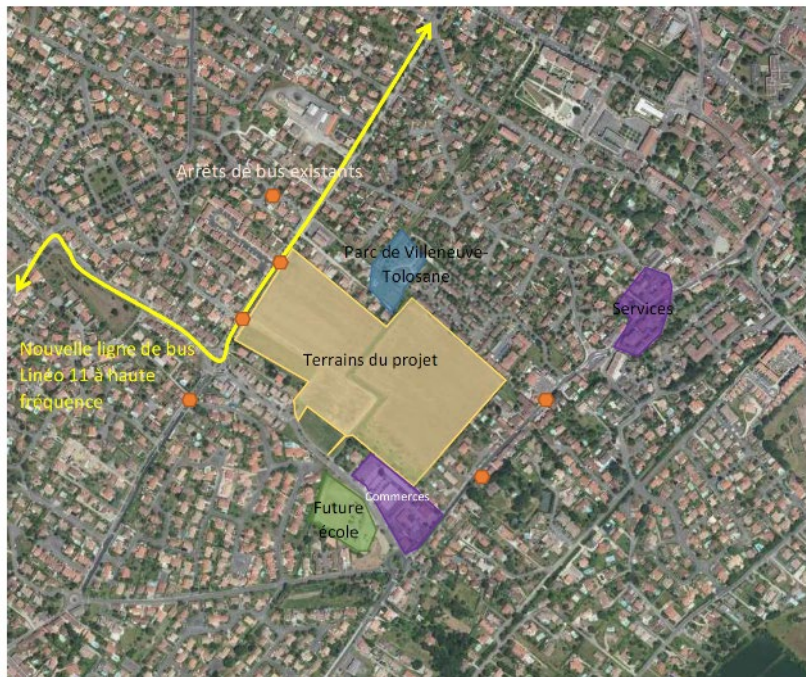 Arrêts de bus existants
Parc de Villeneuve-
Tolosane
Services
Nouvelle ligne de bus
Linéo 11 à haute
fréquence
Terrains du projet
Commerces
Future
école